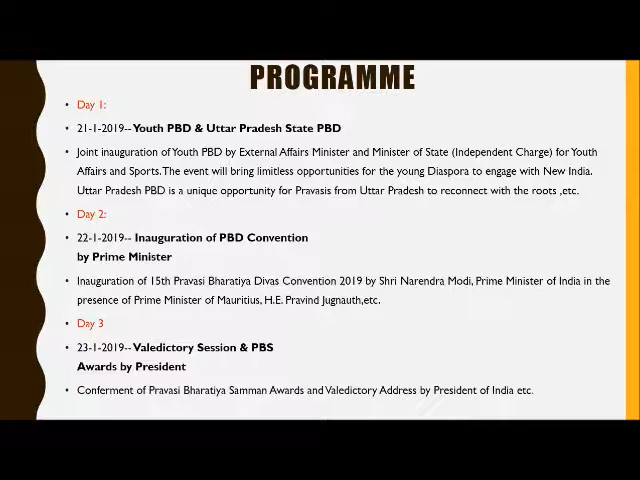 PROGRAMME
• Day 1:
• 21-1-2019-- Youth PBD & Uttar Pradesh State PBD
• Joint inauguration of Youth PBD by External Affairs Minister and Minister of State (Independent Charge) for Youth
Affairs and Sports. The event will bring limitless opportunities for the young Diaspora to engage with New India.
Uttar Pradesh PBD is a unique opportunity for Pravasis from Uttar Pradesh to reconnect with the roots ,etc.
• Day 2:
• 22-1-2019-- Inauguration of PBD Convention
by Prime Minister
• Inauguration of 15th Pravasi Bharatiya Divas Convention 2019 by Shri Narendra Modi, Prime Minister of India in the
presence of Prime Minister of Mauritius, H.E. Pravind Jugnauth,etc.
• Day 3
• 23-1-2019-- Valedictory Session & PBS
Awards by President
• Conferment of Pravasi Bharatiya Samman Awards and Valedictory Address by President of India etc.